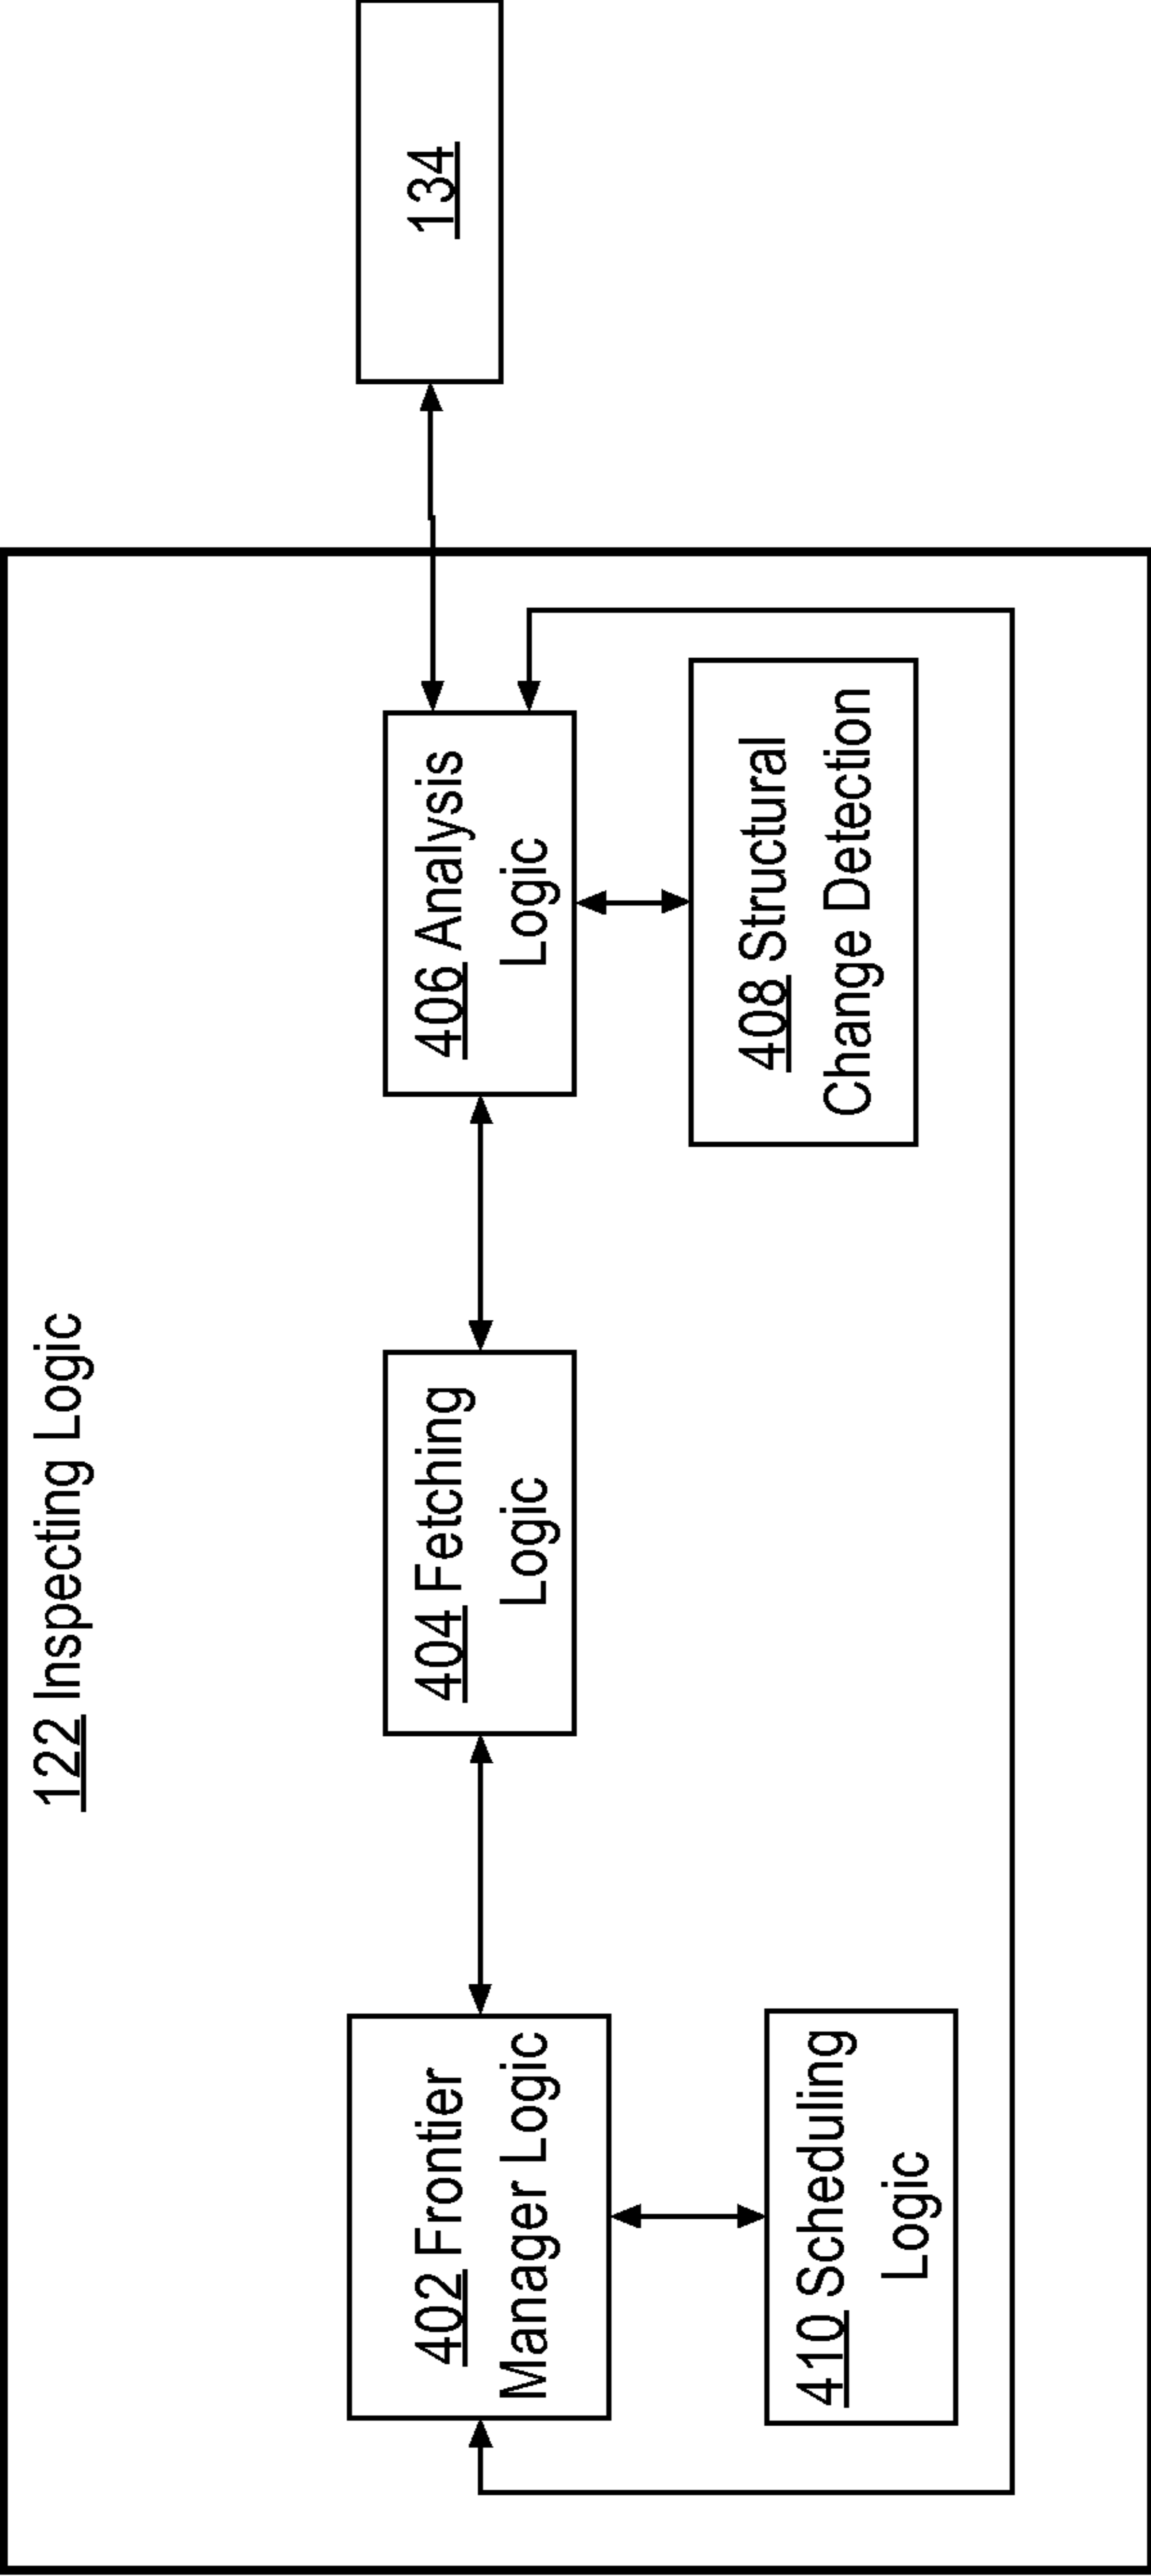 122 Inspecting Logic
402 Frontier
Manager Logic
404 Fetching
Logic
406 Analysis
Logic
134
410 Scheduling
Logic
408 Structural
Change Detection